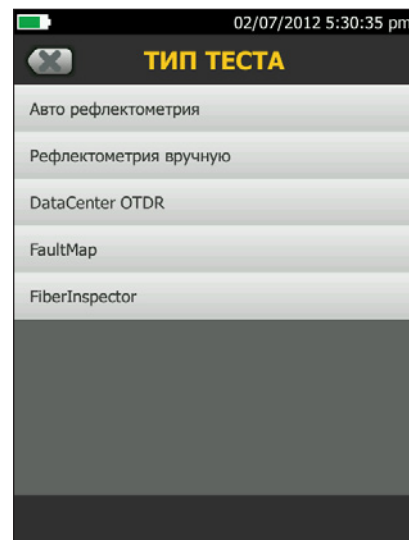 02/07/2012 5:30:35 pm
ТИП ТЕСТА
Авто рефлектометрия
Рефлектометрия вручную
DataCenter OTDR
FaultMap
FiberInspector